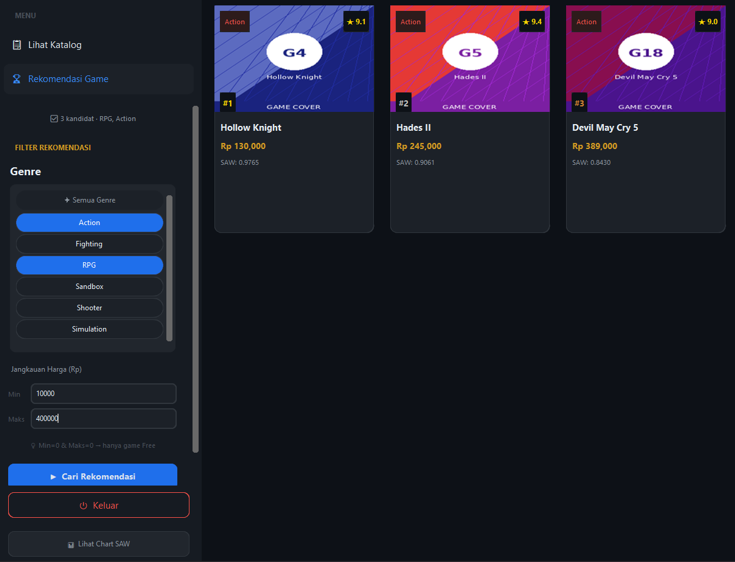 MENU
Lihat Katalog
Rekomendasi Game
3 kandidat · RPG, Action
FILTER REKOMENDASI
Genre
✦ Semua Genre
Action
Fighting
RPG
Sandbox
Shooter
Simulation
Jangkauan Harga (Rp)
Min 10000
Maks 400000
Min=0 & Maks=0 — hanya game Free
▶ Cari Rekomendasi
Keluar
Lihat Chart SAW
Action ★ 9.1
G4
Hollow Knight
#1 GAME COVER
Hollow Knight
Rp 130,000
SAW: 0.9765
Action ★ 9.4
G5
Hades II
#2 GAME COVER
Hades II
Rp 245,000
SAW: 0.9061
Action ★ 9.0
G18
Devil May Cry 5
#3 GAME COVER
Devil May Cry 5
Rp 389,000
SAW: 0.8430